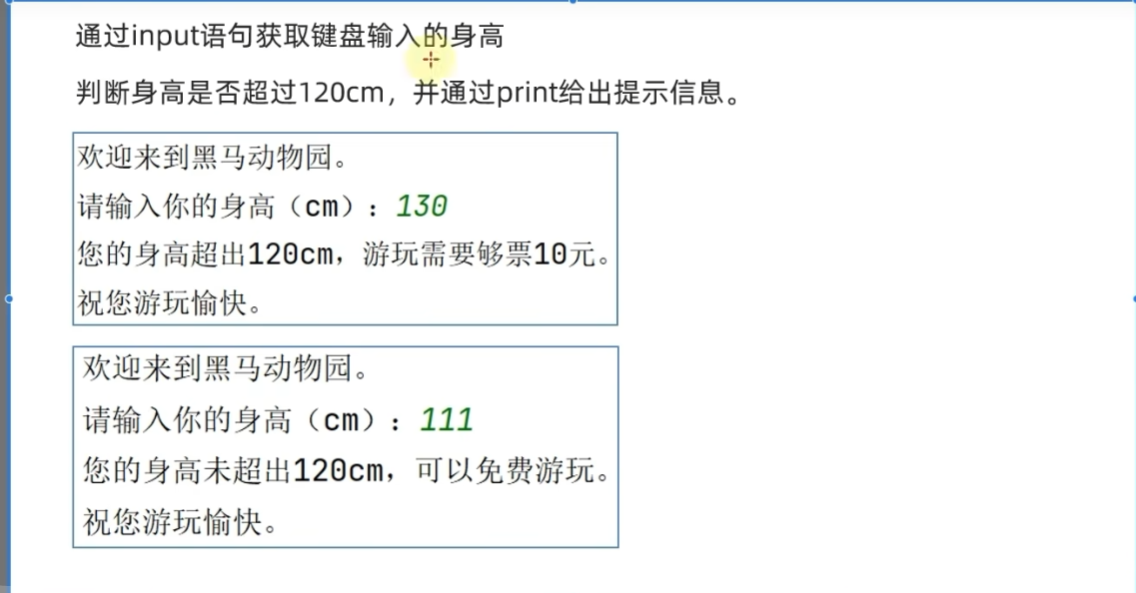 通过input语句获取键盘输入的身高
判断身高是否超过120cm，并通过print给出提示信息。
欢迎来到黑马动物园。
请输入你的身高（cm）：130
您的身高超出120cm，游玩需要够票10元。
祝您游玩愉快。
欢迎来到黑马动物园。
请输入你的身高（cm）：111
您的身高未超出120cm，可以免费游玩。
祝您游玩愉快。